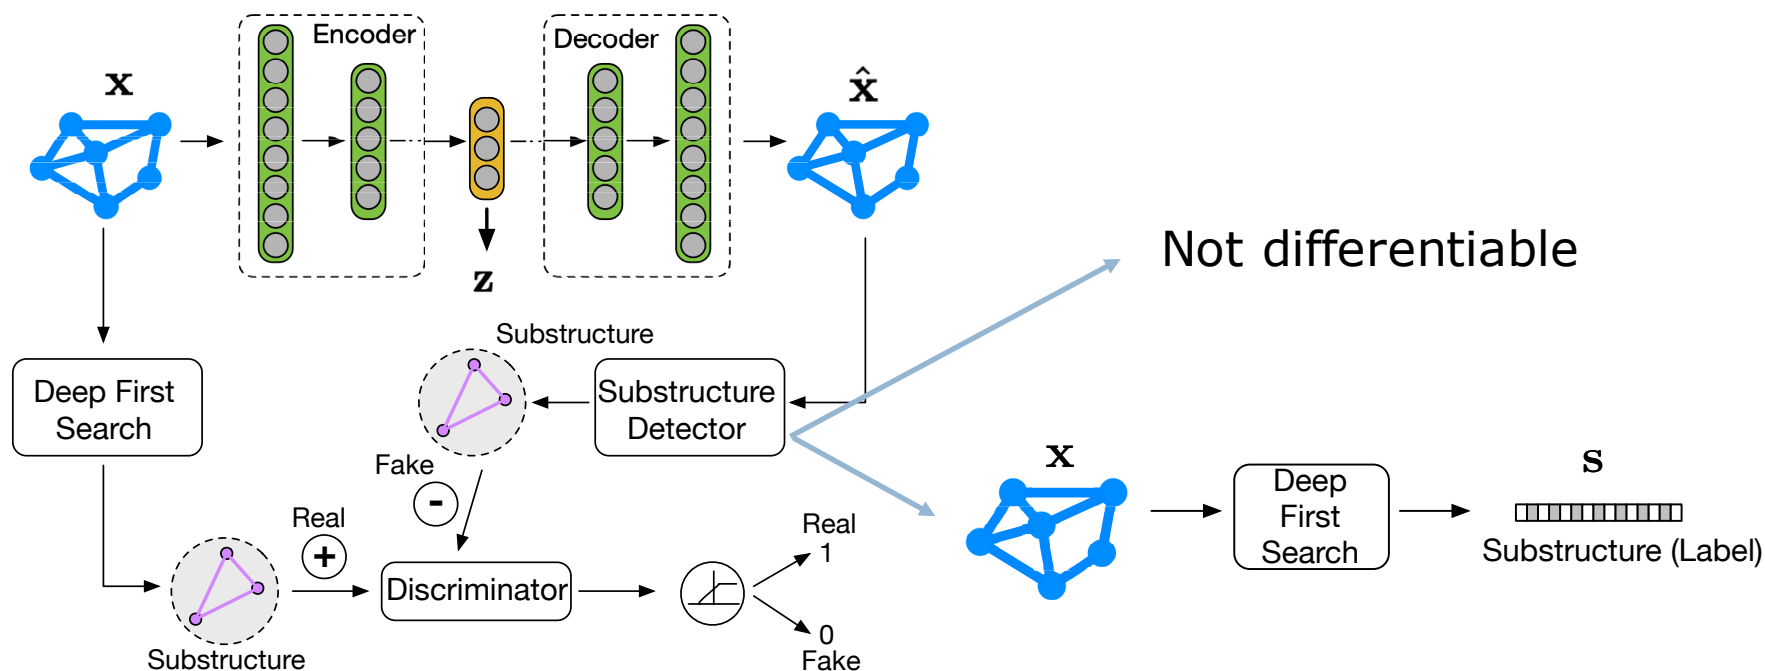 Encoder
Decoder
x
x̂
z
Not differentiable
Substructure
Deep First
Search
Substructure
Detector
Fake
-
x
Deep
First
Search
s
Substructure (Label)
Real
+
Discriminator
Real
1
0
Fake
Substructure